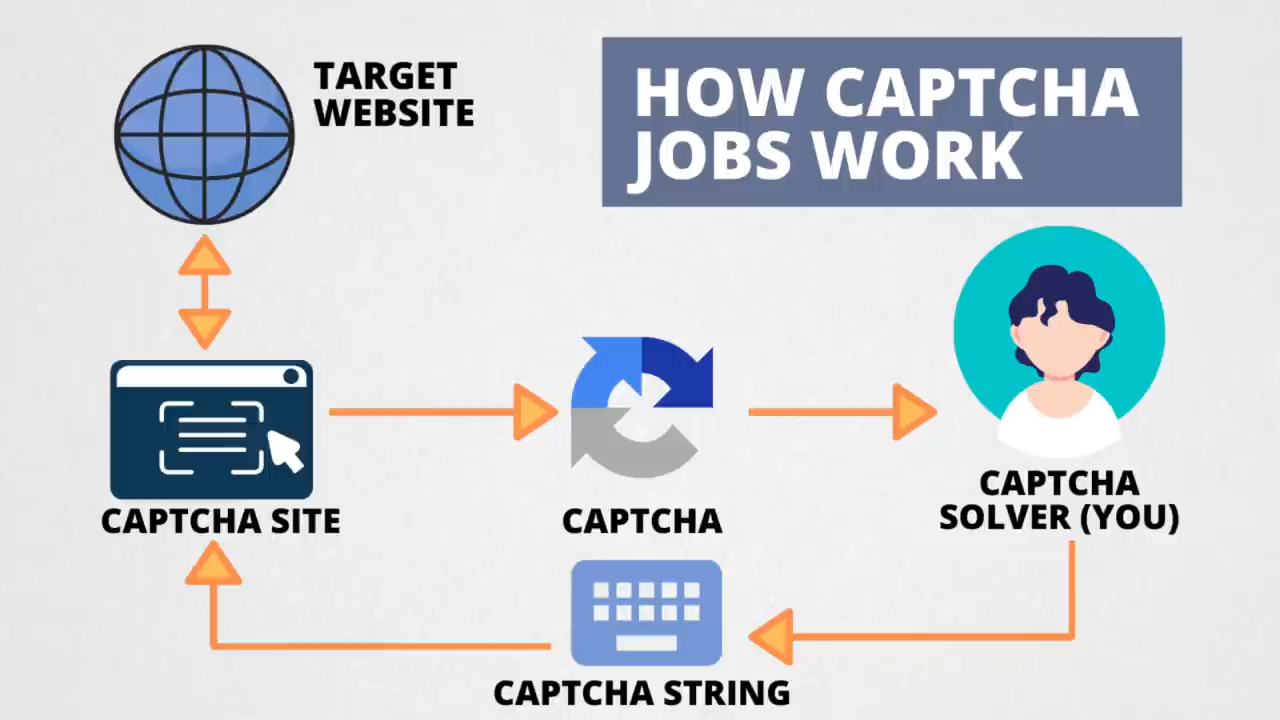 TARGET
WEBSITE
HOW CAPTCHA
JOBS WORK
CAPTCHA SITE
CAPTCHA
CAPTCHA
SOLVER (YOU)
CAPTCHA STRING